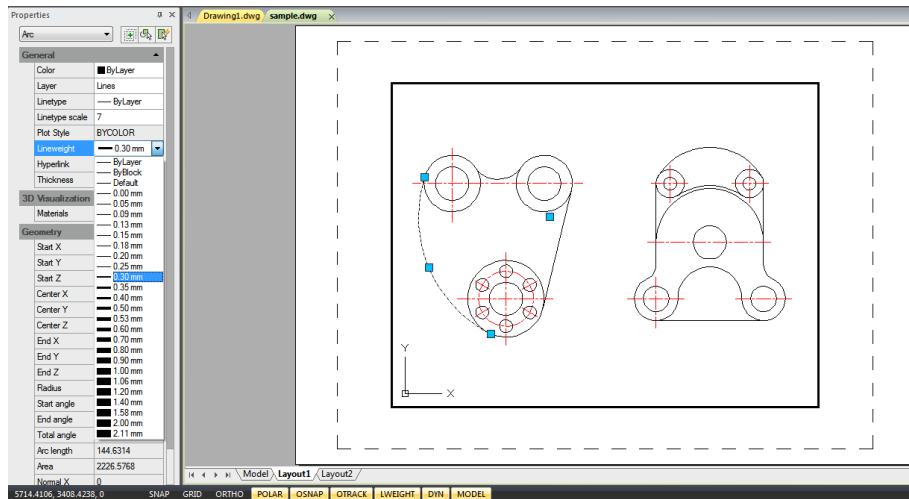 Properties
Drawing1.dwg sample.dwg
Arc
General
Color ByLayer
Layer Lines
Linetype ByLayer
Linetype scale 7
Plot Style BYCOLOR
Lineweight 0.30 mm
Hyperlink
Thickness
3D Visualization
Materials
Geometry
Start X
Start Y
Start Z
Center X
Center Y
Center Z
End X
End Y
End Z
Radius
Start angle
End angle
Total angle
ByLayer
ByBlock
Default
0.00 mm
0.05 mm
0.09 mm
0.13 mm
0.15 mm
0.18 mm
0.20 mm
0.25 mm
0.30 mm
0.35 mm
0.40 mm
0.50 mm
0.53 mm
0.60 mm
0.70 mm
0.80 mm
0.90 mm
1.00 mm
1.06 mm
1.20 mm
1.40 mm
1.58 mm
2.00 mm
2.11 mm
Arc length 144.6314
Area 2226.5768
Normal X 0
Y
X
Model Layout1 Layout2
5714.4106, 3408.4238, 0 SNAP GRID ORTHO POLAR OSNAP OTRACK LWEIGHT DYN MODEL